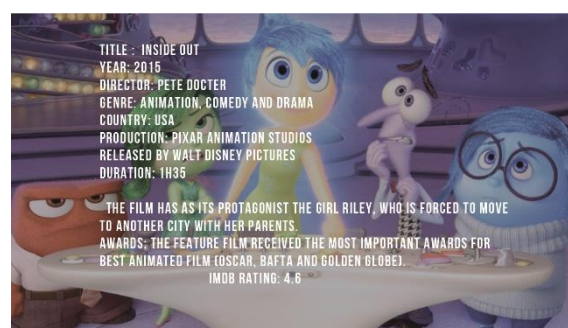 TITLE : INSIDE OUT
YEAR: 2015
DIRECTOR: PETE DOCTER
GENRE: ANIMATION, COMEDY AND DRAMA
COUNTRY: USA
PRODUCTION: PIXAR ANIMATION STUDIOS
RELEASED BY WALT DISNEY PICTURES
DURATION: 1H35
THE FILM HAS AS ITS PROTAGONIST THE GIRL RILEY, WHO IS FORCED TO MOVE
TO ANOTHER CITY WITH HER PARENTS.
AWARDS; THE FEATURE FILM RECEIVED THE MOST IMPORTANT AWARDS FOR
BEST ANIMATED FILM (OSCAR, BAFTA AND GOLDEN GLOBE).
IMDB RATING: 4.6